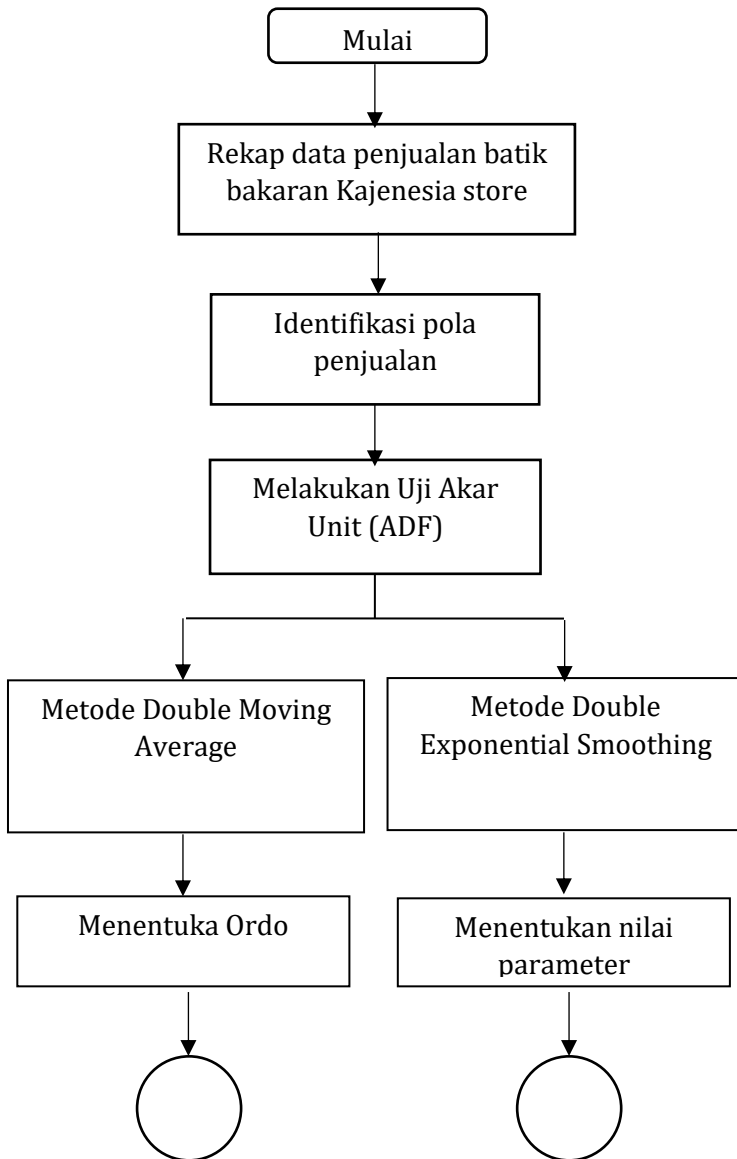 Mulai
Rekap data penjualan batik
bakaran Kajenesia store
Identifikasi pola
penjualan
Melakukan Uji Akar
Unit (ADF)
Metode Double Moving
Average
Metode Double
Exponential Smoothing
Menentuka Ordo
Menentukan nilai
parameter